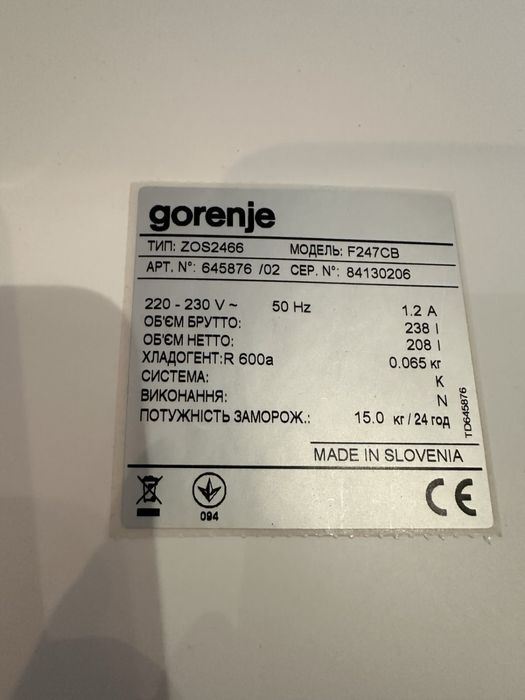 gorenje
ТИП: ZOS2466 МОДЕЛЬ: F247CB
АРТ. N°: 645876 /02 СЕР. N°: 84130206
220 - 230 V ~ 50 Hz 1.2 A
ОБ'ЄМ БРУТТО: 238 l
ОБ'ЄМ НЕТТО: 208 l
ХЛАДОГЕНТ: R 600a 0.065 кг
СИСТЕМА: K
ВИКОНАННЯ: N
ПОТУЖНІСТЬ ЗАМОРОЖ.: 15.0 кг / 24 год
TD645876
MADE IN SLOVENIA
094
CE